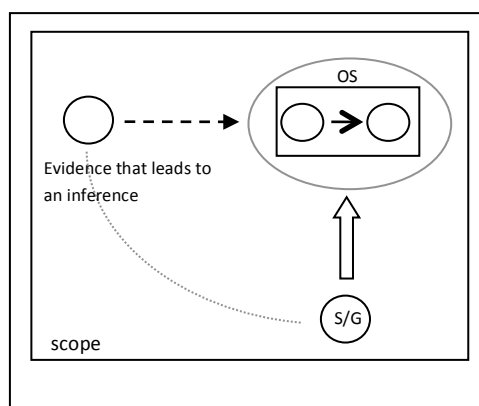 OS
Evidence that leads to
an inference
S/G
scope